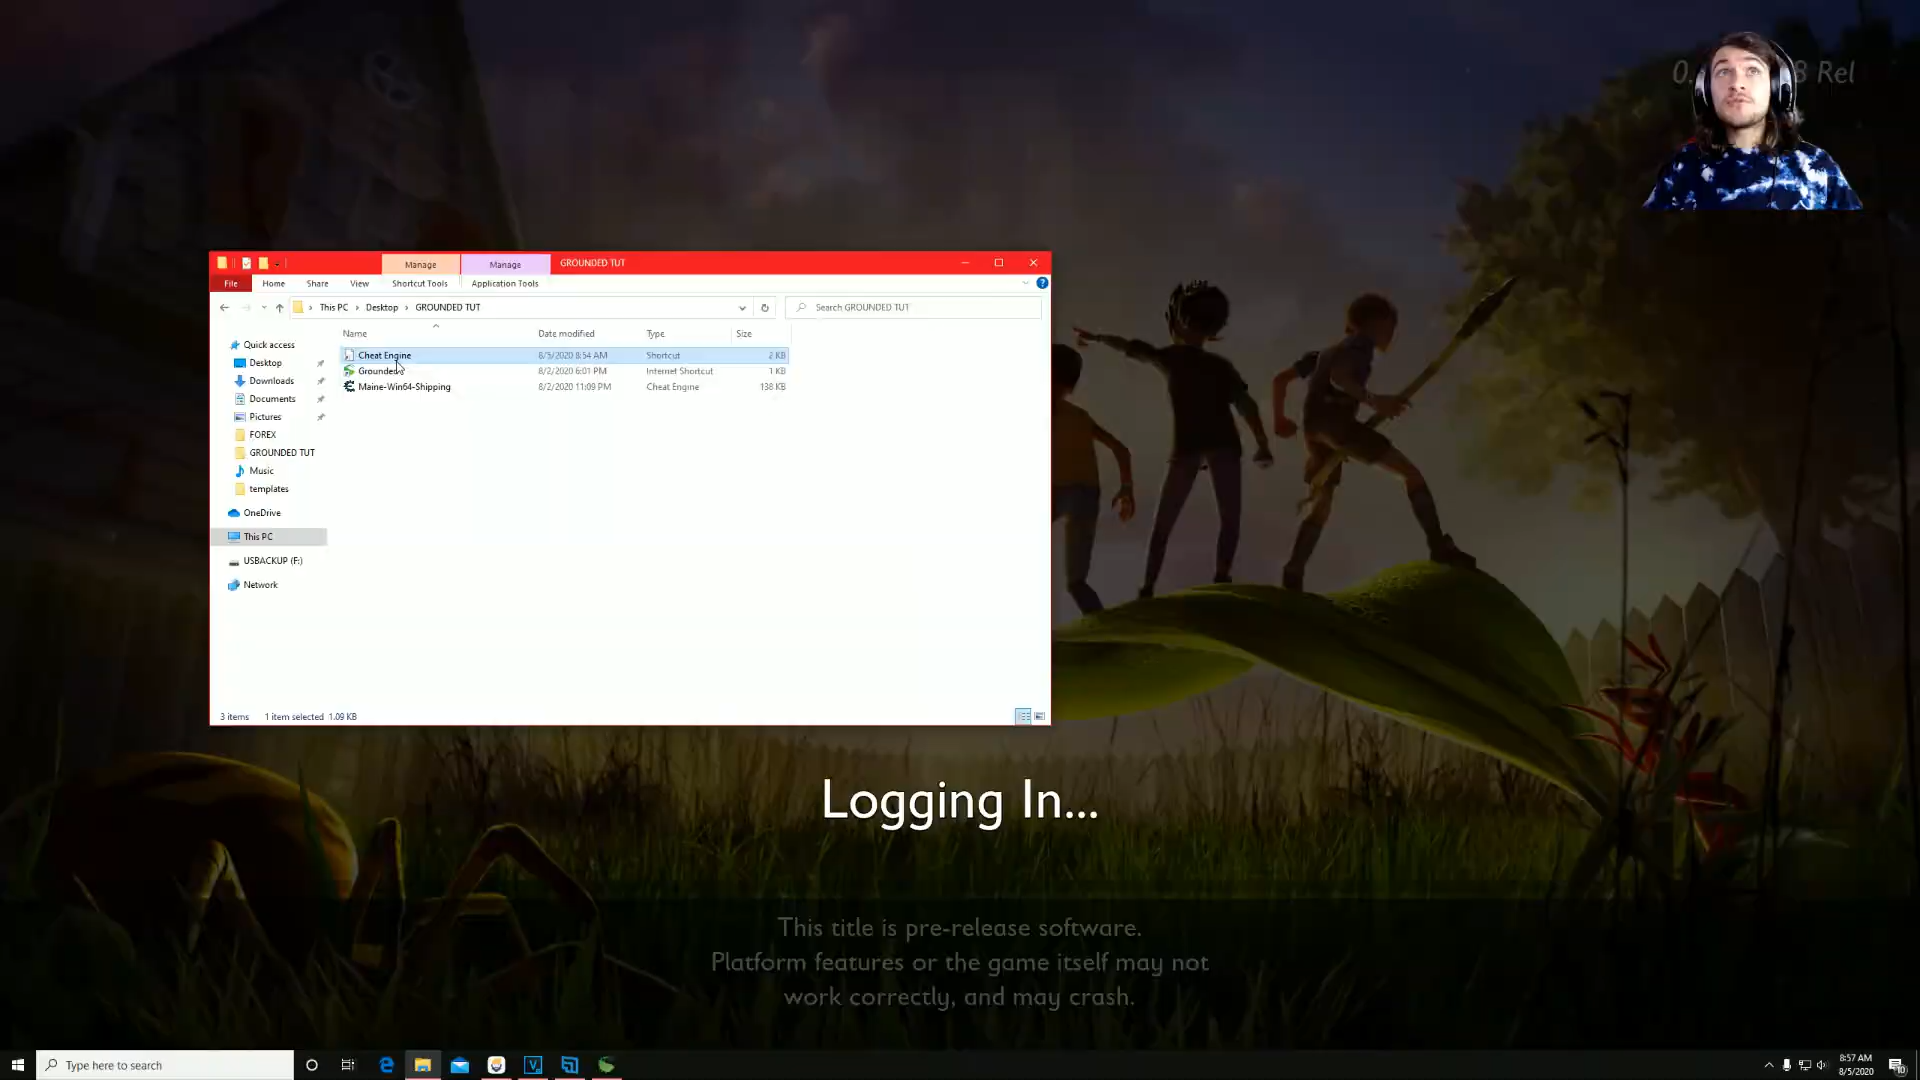 8 Rel
Manage
Manage
GROUNDED TUT
File
Home
Share
View
Shortcut Tools
Application Tools
This PC > Desktop > GROUNDED TUT
Search GROUNDED TUT
Name
Date modified
Type
Size
Cheat Engine
8/5/2020 8:54 AM
Shortcut
2 KB
Grounded
8/2/2020 6:01 PM
Internet Shortcut
1 KB
Maine-Win64-Shipping
8/2/2020 11:09 PM
Cheat Engine
138 KB
Quick access
Desktop
Downloads
Documents
Pictures
FOREX
GROUNDED TUT
Music
templates
OneDrive
This PC
USBACKUP (F:)
Network
3 items
1 item selected 1.09 KB
Logging In...
This title is pre-release software.
Platform features or the game itself may not
work correctly, and may crash.
Type here to search
8:57 AM
8/5/2020